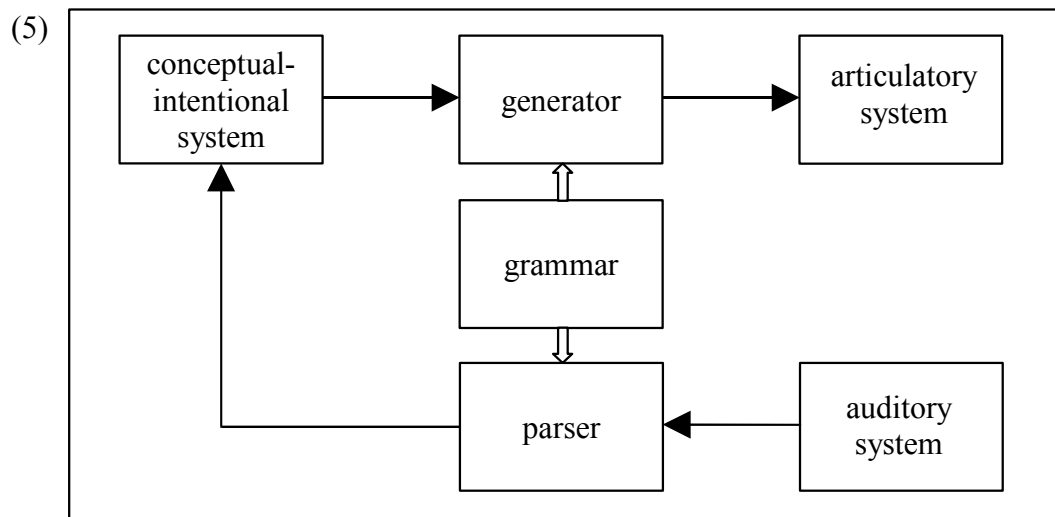 (5)
conceptual-
intentional
system
generator
articulatory
system
grammar
parser
auditory
system